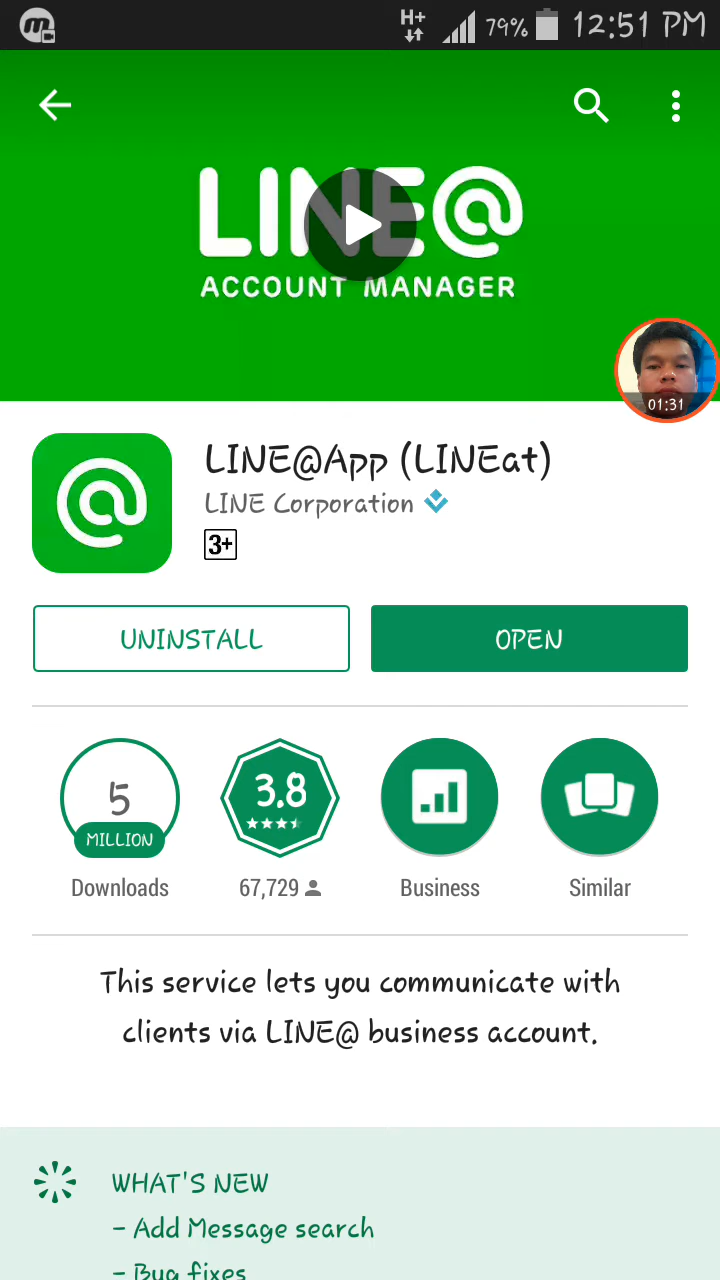 H+ 79% 12:51 PM
LINE@
ACCOUNT MANAGER
01:31
LINE@App (LINEat)
LINE Corporation
3+
UNINSTALL OPEN
5 3.8
MILLION
Downloads 67,729 Business Similar
This service lets you communicate with
clients via LINE@ business account.
WHAT'S NEW
- Add Message search
- Bug fixes